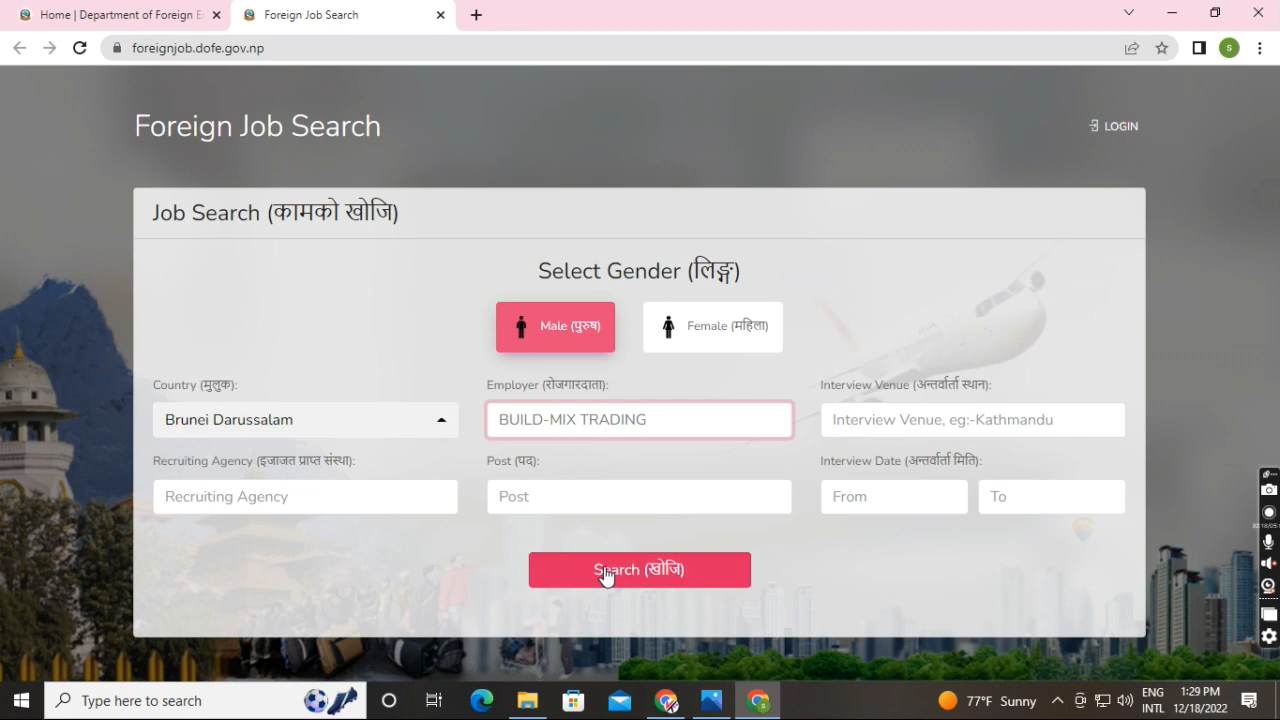 Home | Department of Foreign E
Foreign Job Search
foreignjob.dofe.gov.np
S
Foreign Job Search
LOGIN
Job Search (कामको खोजि)
Select Gender (लिङ्ग)
Male (पुरुष)
Female (महिला)
Country (मुलुक):
Employer (रोजगारदाता):
Interview Venue (अन्तर्वार्ता स्थान):
Brunei Darussalam
BUILD-MIX TRADING
Interview Venue, eg:-Kathmandu
Recruiting Agency (इजाजत प्राप्त संस्था):
Post (पद):
Interview Date (अन्तर्वार्ता मिति):
Recruiting Agency
Post
From
To
Search (खोजि)
Type here to search
77°F Sunny
ENG
INTL
1:29 PM
12/18/2022